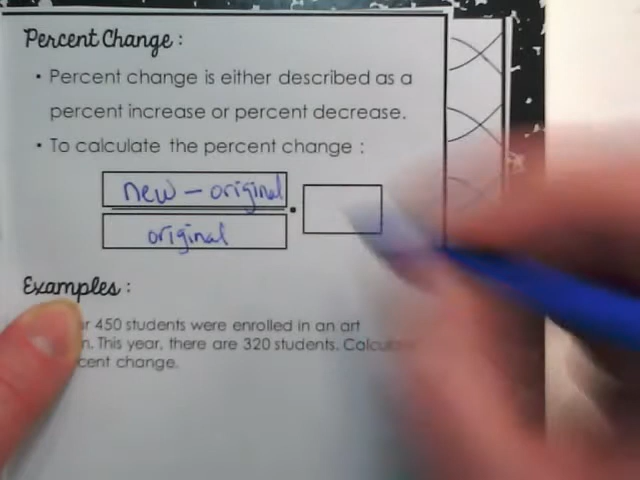 Percent Change :
• Percent change is either described as a
percent increase or percent decrease.
• To calculate the percent change :
new - original
original
•
Examples :
450 students were enrolled in an art
This year, there are 320 students.
change.